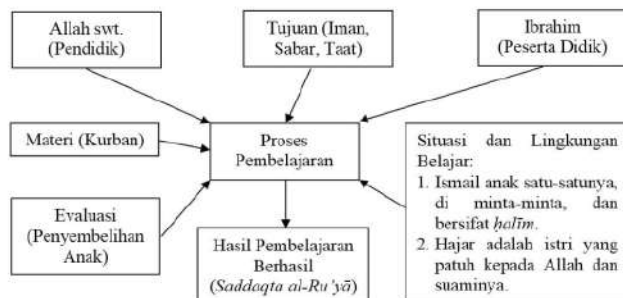 Allah swt.
(Pendidik)
Tujuan (Iman,
Sabar, Taat)
Ibrahim
(Peserta Didik)
Materi (Kurban)
Proses
Pembelajaran
Situasi dan Lingkungan
Belajar:
1. Ismail anak satu-satunya,
di minta-minta, dan
bersifat ḥalīm.
2. Hajar adalah istri yang
patuh kepada Allah dan
suaminya.
Evaluasi
(Penyembelihan
Anak)
Hasil Pembelajaran
Berhasil
(Saddaqta al-Ru'yā)